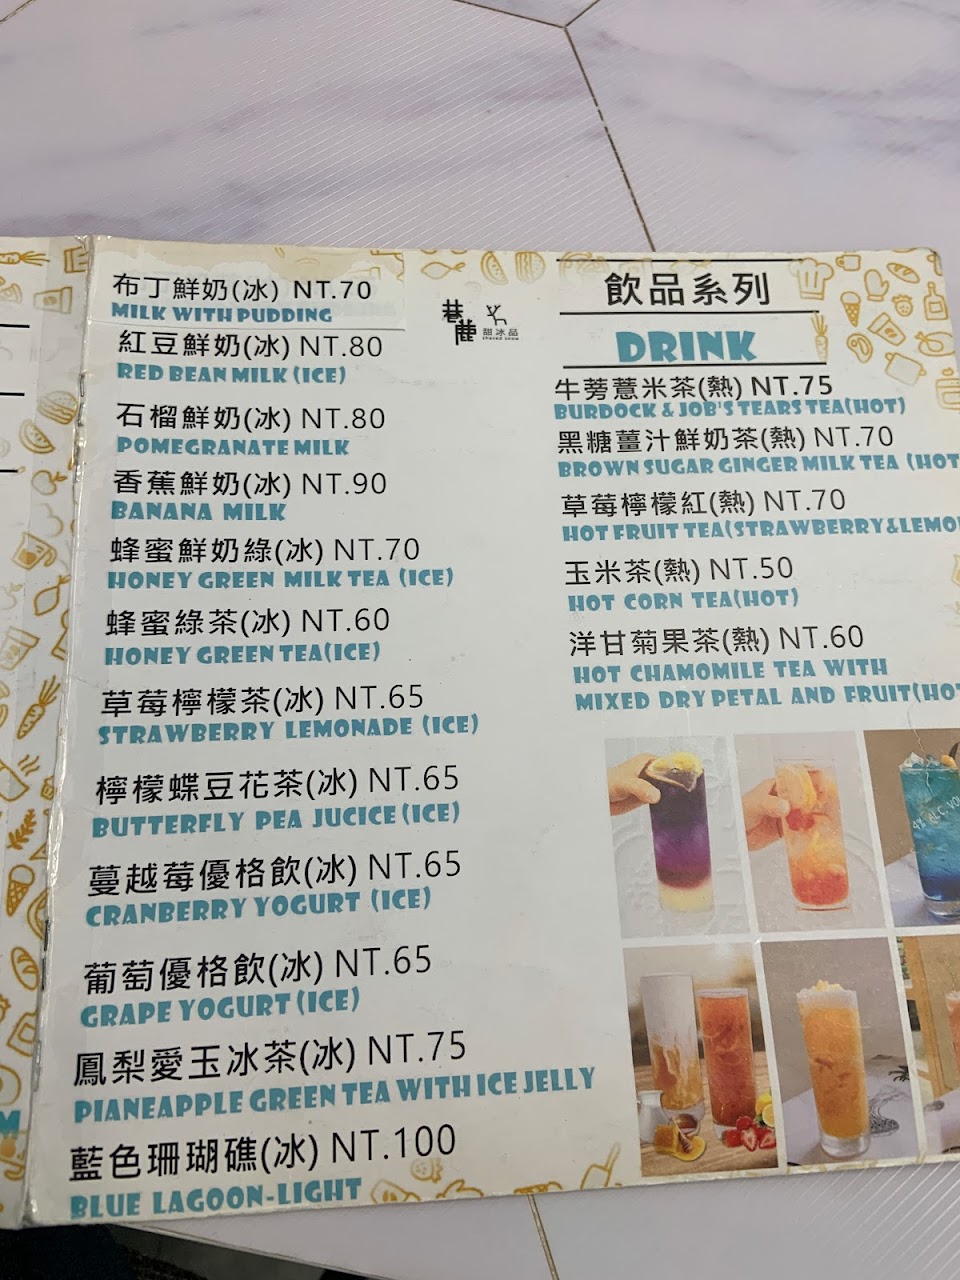 布丁鮮奶(冰) NT.70
MILK WITH PUDDING
紅豆鮮奶(冰) NT.80
RED BEAN MILK (ICE)
石榴鮮奶(冰) NT.80
POMEGRANATE MILK
香蕉鮮奶(冰) NT.90
BANANA MILK
蜂蜜鮮奶綠(冰) NT.70
HONEY GREEN MILK TEA (ICE)
蜂蜜綠茶(冰) NT.60
HONEY GREEN TEA(ICE)
草莓檸檬茶(冰) NT.65
STRAWBERRY LEMONADE (ICE)
檸檬蝶豆花茶(冰) NT.65
BUTTERFLY PEA JUCICE (ICE)
蔓越莓優格飲(冰) NT.65
CRANBERRY YOGURT (ICE)
葡萄優格飲(冰) NT.65
GRAPE YOGURT (ICE)
鳳梨愛玉冰茶(冰) NT.75
PIANEAPPLE GREEN TEA WITH ICE JELLY
藍色珊瑚礁(冰) NT.100
BLUE LAGOON-LIGHT
巷進
甜冰品
shaved snow
飲品系列
DRINK
牛蒡薏米茶(熱) NT.75
BURDOCK & JOB'S TEARS TEA(HOT)
黑糖薑汁鮮奶茶(熱) NT.70
BROWN SUGAR GINGER MILK TEA (HOT
草莓檸檬紅(熱) NT.70
HOT FRUIT TEA(STRAWBERRY&LEMO
玉米茶(熱) NT.50
HOT CORN TEA(HOT)
洋甘菊果茶(熱) NT.60
HOT CHAMOMILE TEA WITH
MIXED DRY PETAL AND FRUIT(HO
4% ALC. VO
M